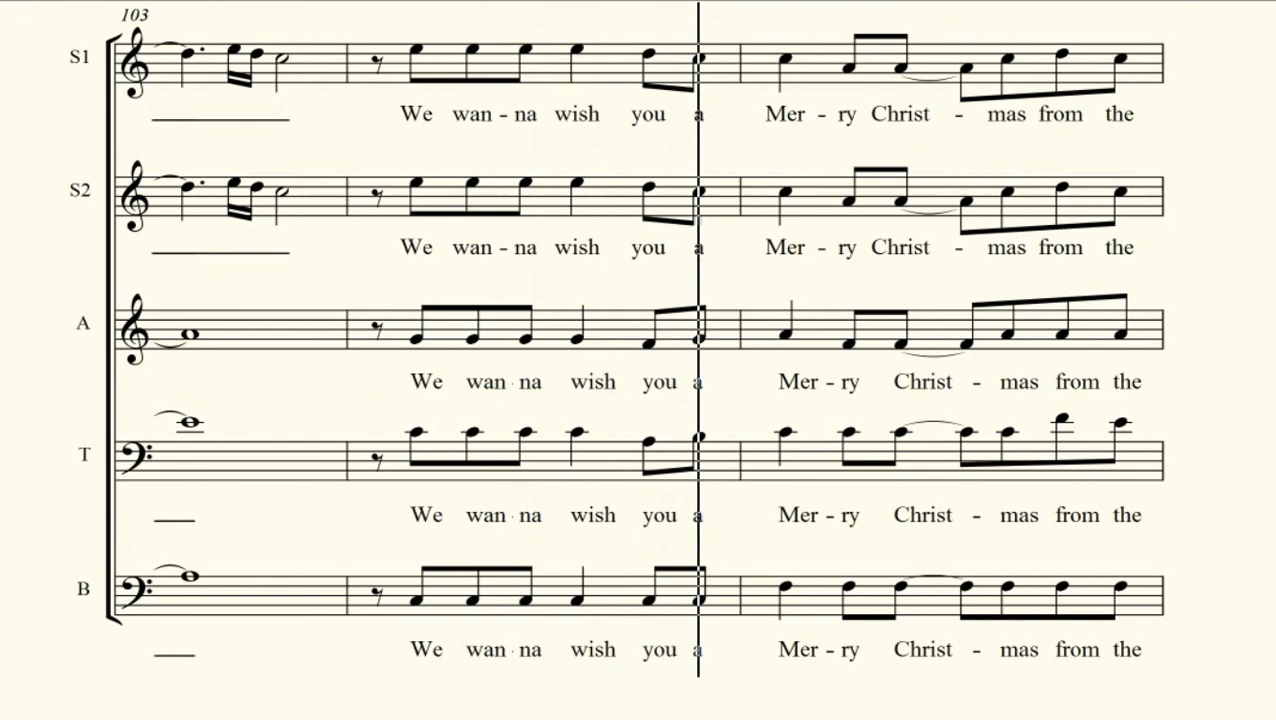 103
S1
We wan - na wish you a Mer - ry Christ - mas from the
S2
We wan - na wish you a Mer - ry Christ - mas from the
A
We wan - na wish you a Mer - ry Christ - mas from the
T
We wan - na wish you a Mer - ry Christ - mas from the
B
We wan - na wish you a Mer - ry Christ - mas from the